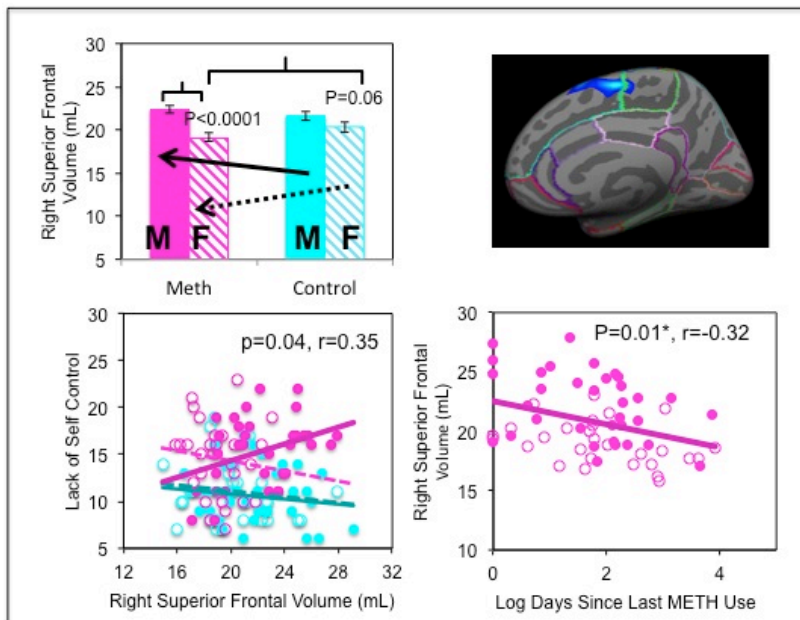 30
25
20
15
10
5
Right Superior Frontal
Volume (mL)
P<0.0001
P=0.06
M F
M F
Meth
Control
30
25
20
15
10
5
Lack of Self Control
p=0.04, r=0.35
12 16 20 24 28 32
Right Superior Frontal Volume (mL)
30
25
20
15
10
Right Superior Frontal
Volume (mL)
P=0.01*, r=-0.32
0 2 4
Log Days Since Last METH Use